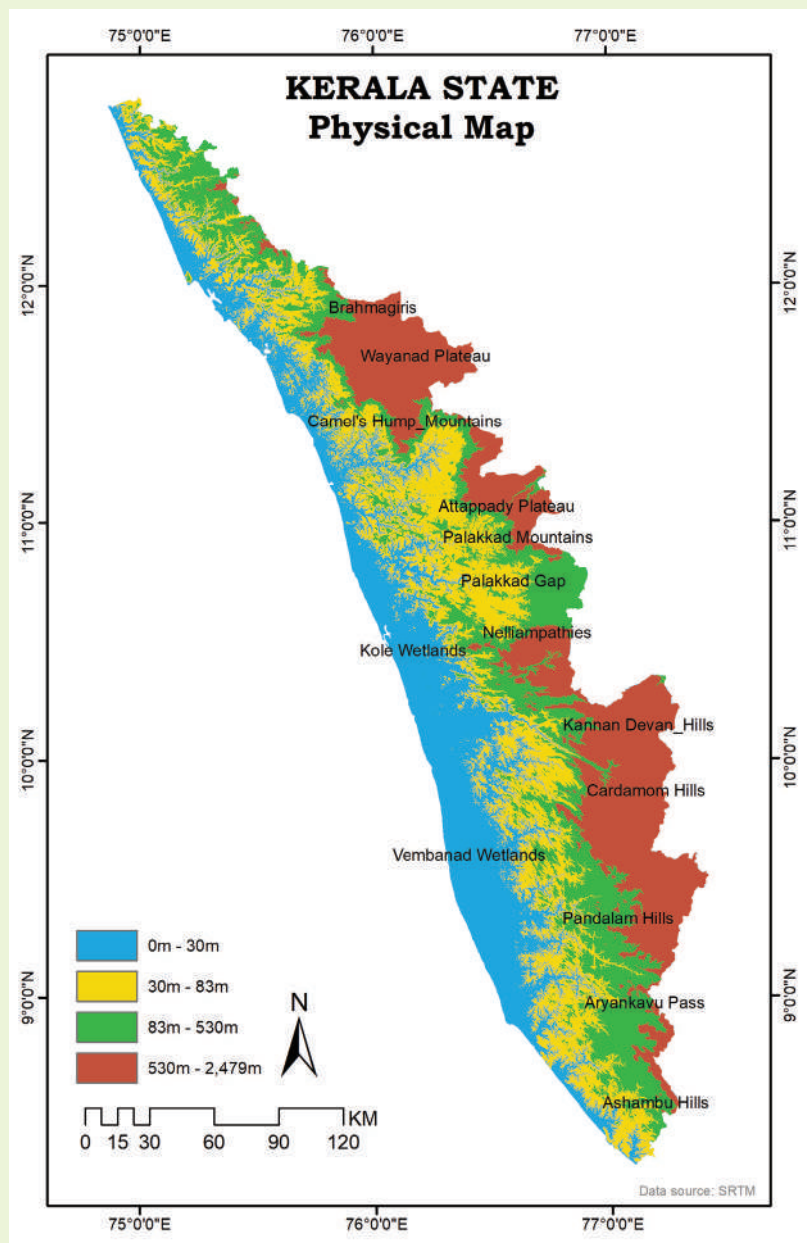 75°0'0"E 76°0'0"E 77°0'0"E
KERALA STATE
Physical Map
12°0'0"N 12°0'0"N
Brahmagiris
Wayanad Plateau
Camel's Hump_Mountains
11°0'0"N 11°0'0"N
Attappady Plateau
Palakkad Mountains
Palakkad Gap
Nelliampathies
Kole Wetlands
Kannan Devan_Hills
10°0'0"N 10°0'0"N
Cardamom Hills
Vembanad Wetlands
Pandalam Hills
0m - 30m
30m - 83m
9°0'0"N 9°0'0"N
Aryankavu Pass
N
83m - 530m
530m - 2,479m
Ashambu Hills
KM
0 15 30 60 90 120
Data source: SRTM
75°0'0"E 76°0'0"E 77°0'0"E